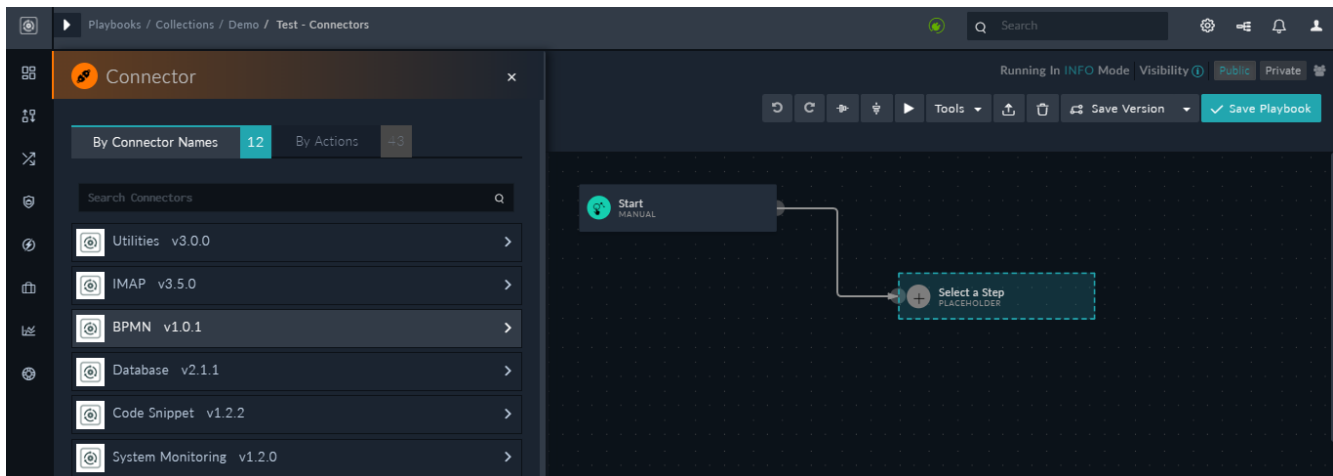 Playbooks / Collections / Demo / Test - Connectors
Search
Connector
Running In INFO Mode Visibility Public Private
Tools Save Version Save Playbook
By Connector Names 12 By Actions 43
Search Connectors
Utilities v3.0.0
IMAP v3.5.0
BPMN v1.0.1
Database v2.1.1
Code Snippet v1.2.2
System Monitoring v1.2.0
Start
MANUAL
Select a Step
PLACEHOLDER